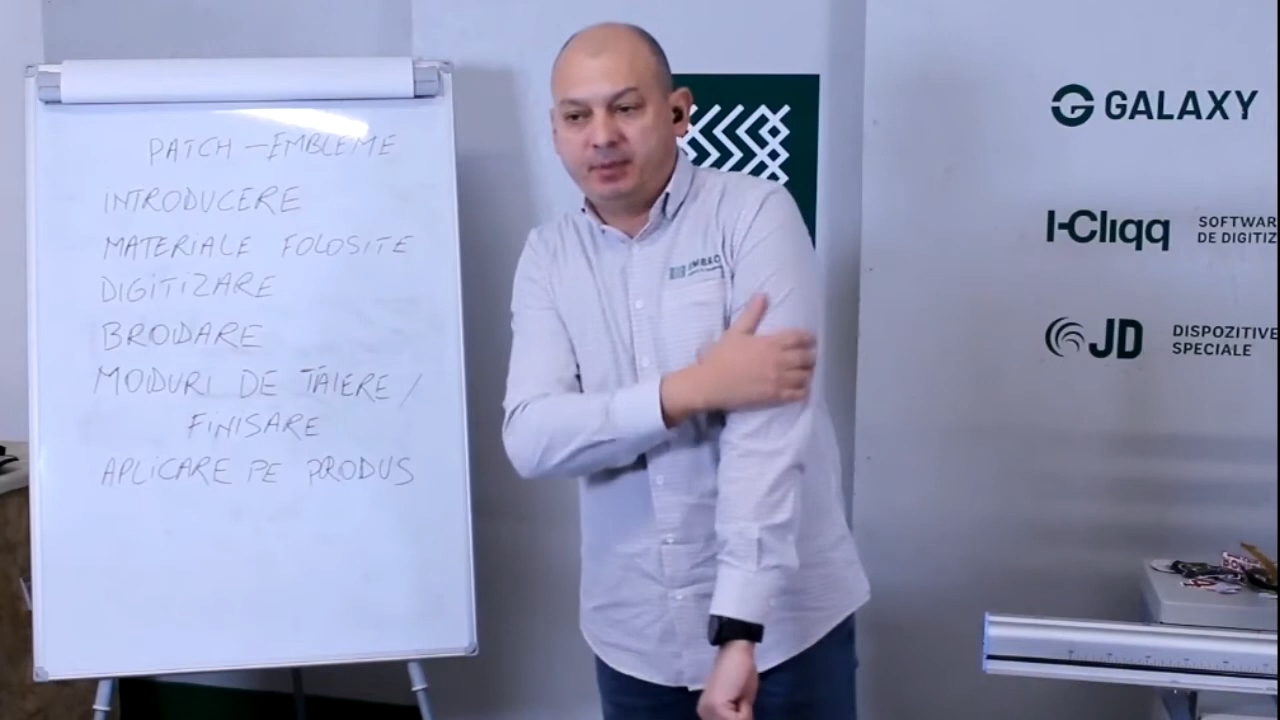 PATCH - EMBLEME
INTRODUCERE
MATERIALE FOLOSITE
DIGITIZARE
BRODARE
MODURI DE TĂIERE /
FINISARE
APLICARE PE PRODUS
GALAXY
I-Cliqq
SOFTWAR
DE DIGITIZ
JD
DISPOZITIVE
SPECIALE